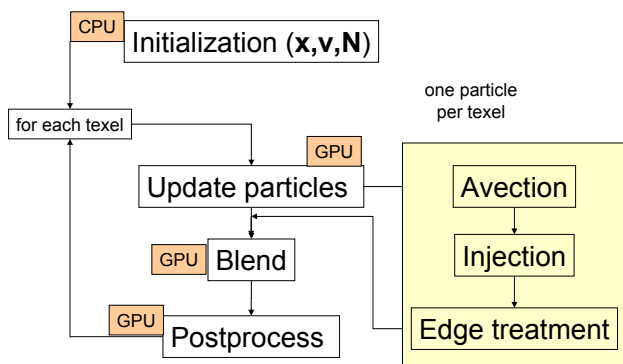 CPU
Initialization (x,v,N)
one particle
per texel
for each texel
GPU
Update particles
Avection
GPU
Blend
Injection
GPU
Postprocess
Edge treatment